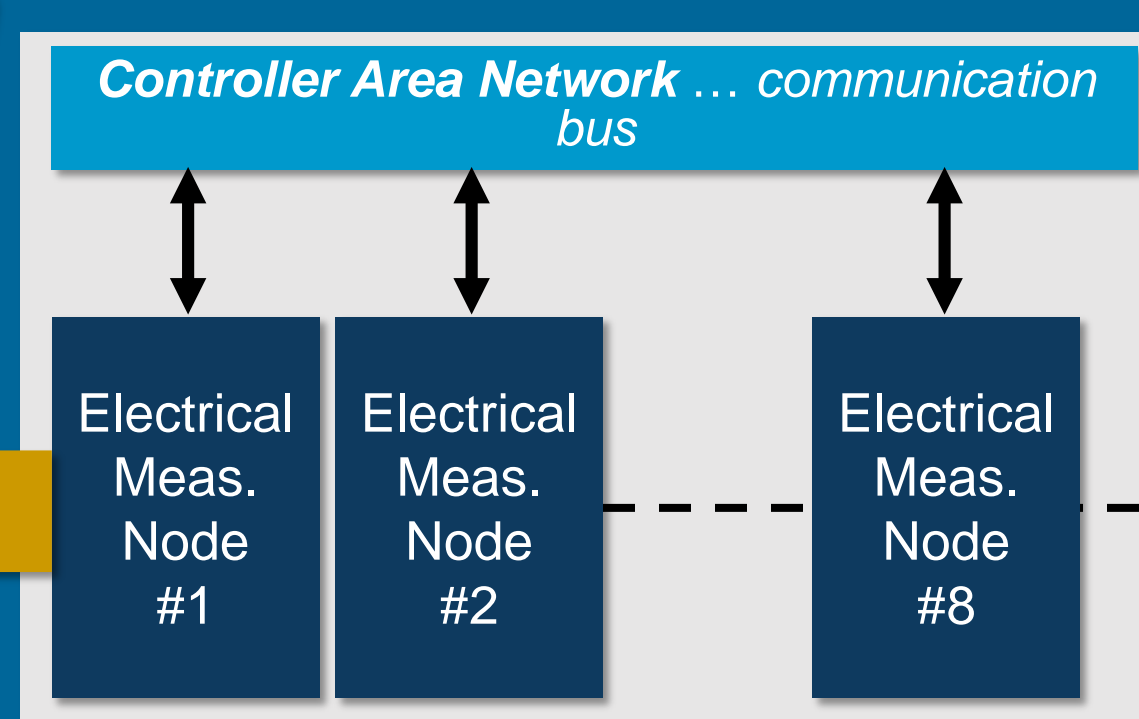 Controller Area Network … communication
bus
Electrical
Meas.
Node
#1
Electrical
Meas.
Node
#2
Electrical
Meas.
Node
#8